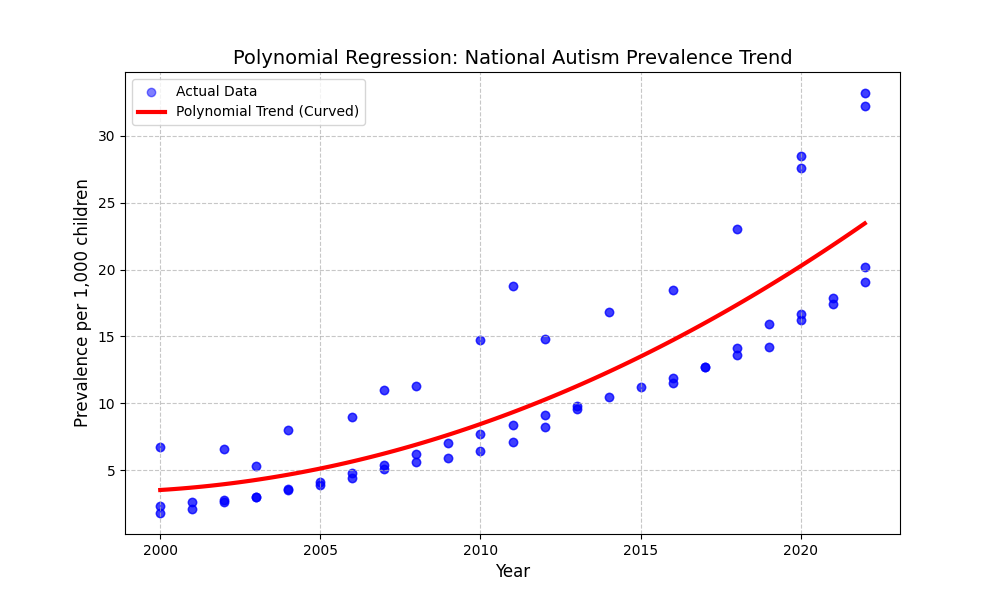 Polynomial Regression: National Autism Prevalence Trend
Actual Data
Polynomial Trend (Curved)
Prevalence per 1,000 children
30
25
20
15
10
5
2000 2005 2010 2015 2020
Year